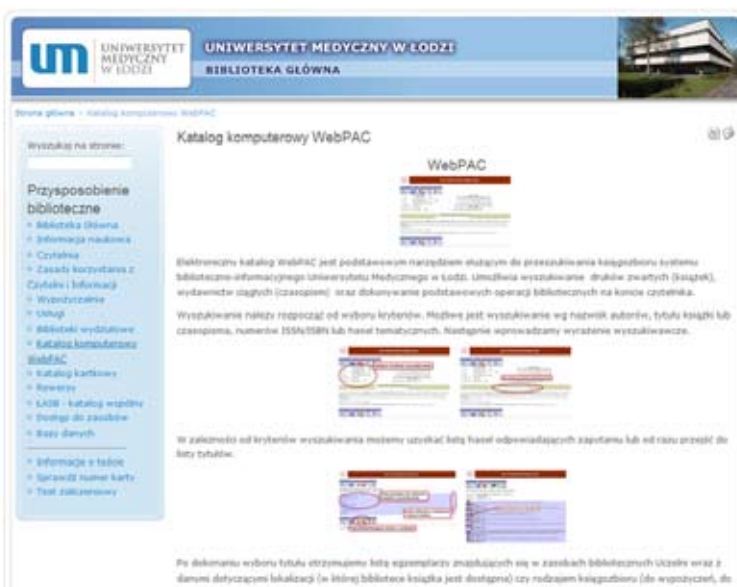 UNIWERSYTET
MEDYCZNY
W ŁODZI
UNIWERSYTET MEDYCZNY W ŁODZI
BIBLIOTEKA GŁÓWNA
Strona główna - Katalog komputerowy WebPAC
Wyszukaj na stronie:
Przysposobienie
biblioteczne
Biblioteka Główna
Informacja naukowa
Czytelnia
Zasady korzystania z
Czytelni i Informacji
Wypożyczalnie
Usługi
Biblioteki wydziałowe
Katalog komputerowy
WebPAC
Katalog kartkowy
Rewersy
ŁASB - katalog wspólny
Dostęp do zasobów
Bazy danych
Informacje o teście
Sprawdź numer karty
Test zaliczeniowy
Katalog komputerowy WebPAC
WebPAC
Elektroniczny katalog WebPAC jest podstawowym narzędziem służącym do przeszukiwania księgozbioru systemu
biblioteczno-informacyjnego Uniwersytetu Medycznego w Łodzi. Umożliwia wyszukiwanie druków zwartych (książek),
wydawnictw ciągłych (czasopism) oraz dokonywanie podstawowych operacji bibliotecznych na koncie czytelnika.
Wyszukiwanie należy rozpocząć od wyboru kryteriów. Możliwe jest wyszukiwanie wg nazwisk autorów, tytułu książki lub
czasopisma, numerów ISSN/ISBN lub haseł tematycznych. Następnie wprowadzamy wyrażenie wyszukiwawcze.
W zależności od kryteriów wyszukiwania możemy uzyskać listę haseł odpowiadających zapytaniu lub od razu przejść do
listy tytułów.
Po dokonaniu wyboru tytułu otrzymujemy listę egzemplarzy znajdujących się w zasobach bibliotecznych Uczelni wraz z
danymi dotyczącymi lokalizacji (w której bibliotece książka jest dostępna) czy rodzajem księgozbioru (do wypożyczeń, do